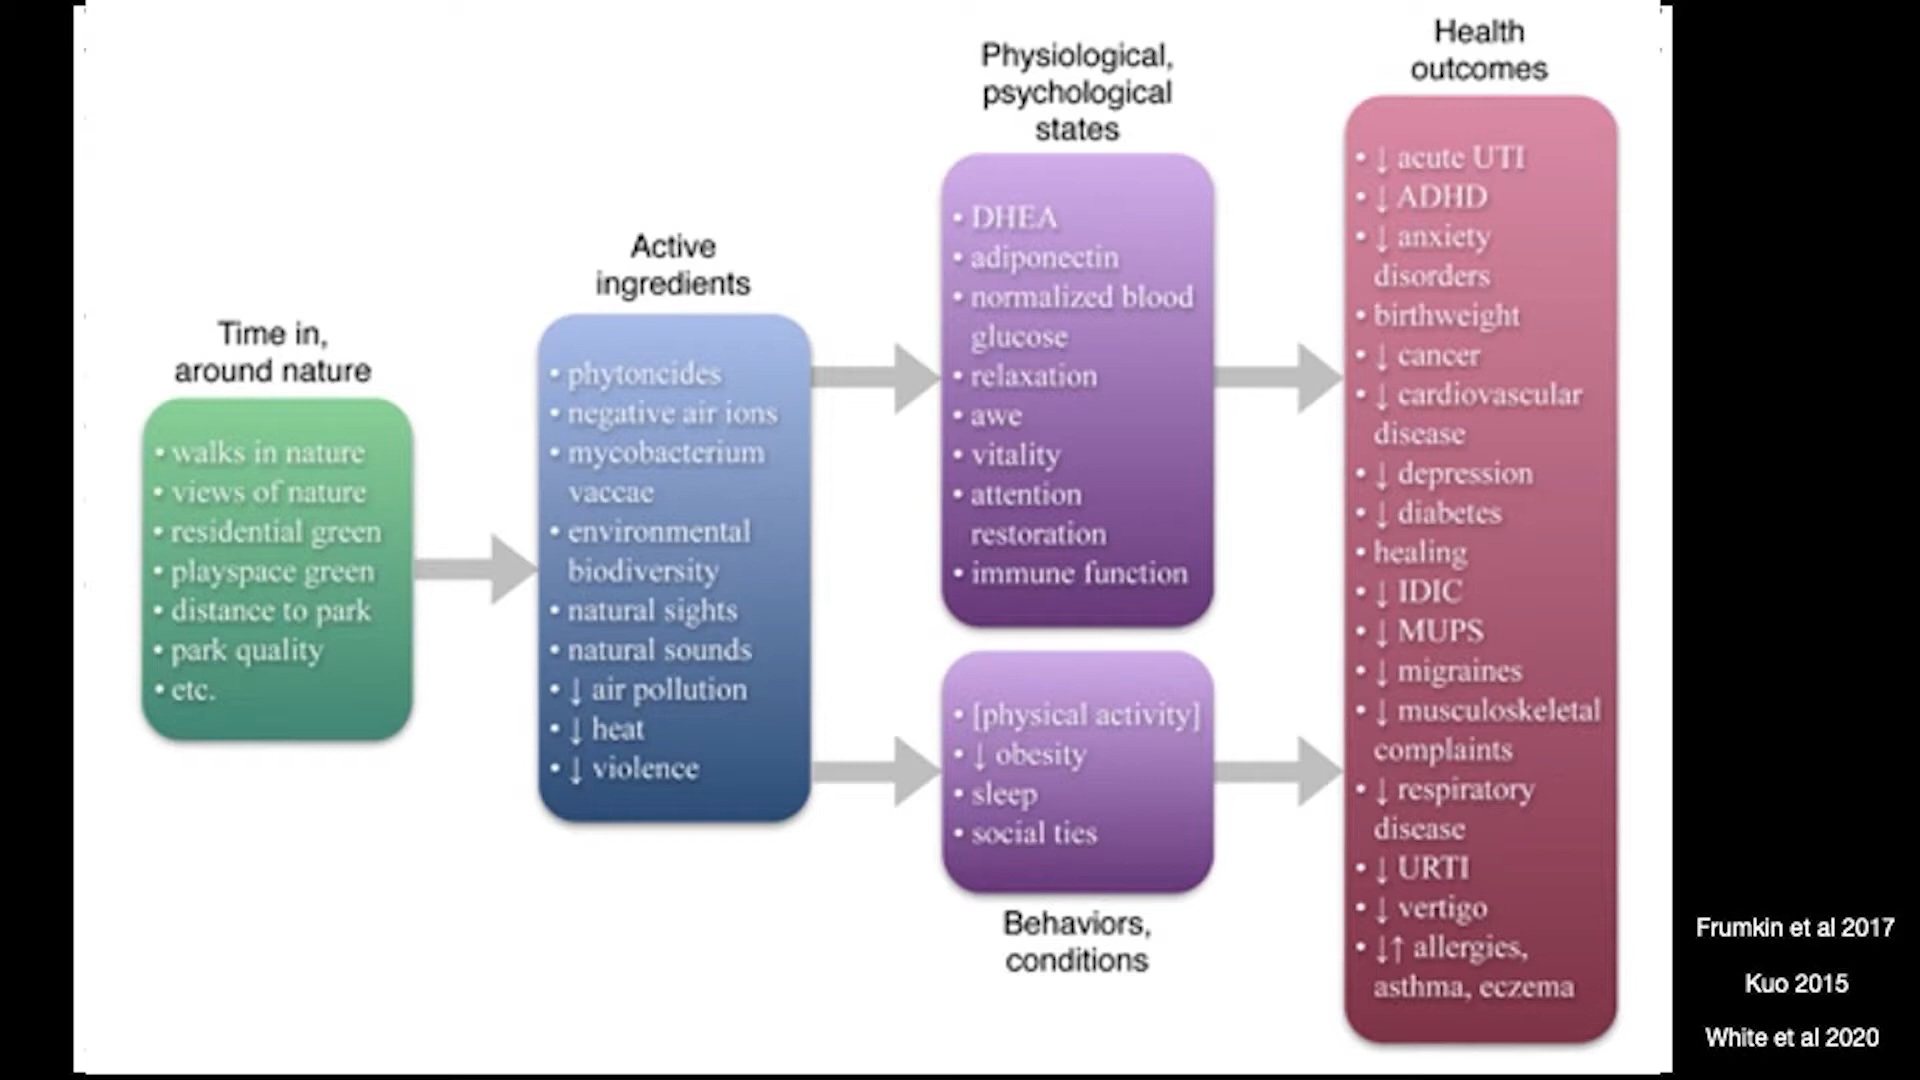 Time in,
around nature
• walks in nature
• views of nature
• residential green
• playspace green
• distance to park
• park quality
• etc.
Active
ingredients
• phytoncides
• negative air ions
• mycobacterium
vaccae
• environmental
biodiversity
• natural sights
• natural sounds
• ↓ air pollution
• ↓ heat
• ↓ violence
Physiological,
psychological
states
• DHEA
• adiponectin
• normalized blood
glucose
• relaxation
• awe
• vitality
• attention
restoration
• immune function
• [physical activity]
• ↓ obesity
• sleep
• social ties
Behaviors,
conditions
Health
outcomes
• ↓ acute UTI
• ↓ ADHD
• ↓ anxiety
disorders
• birthweight
• ↓ cancer
• ↓ cardiovascular
disease
• ↓ depression
• ↓ diabetes
• healing
• ↓ IDIC
• ↓ MUPS
• ↓ migraines
• ↓ musculoskeletal
complaints
• ↓ respiratory
disease
• ↓ URTI
• ↓ vertigo
• ↓↑ allergies,
asthma, eczema
Frumkin et al 2017
Kuo 2015
White et al 2020